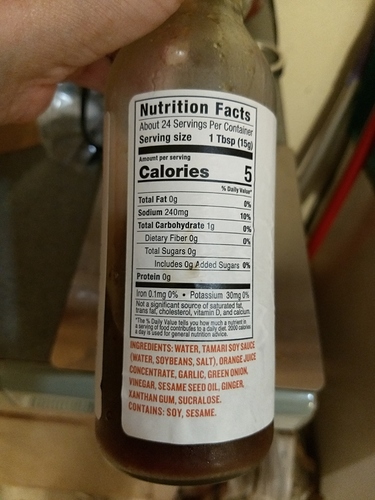 Nutrition Facts
About 24 Servings Per Container
Serving size 1 Tbsp (15g)
Amount per serving
Calories 5
% Daily Value*
Total Fat 0g 0%
Sodium 240mg 10%
Total Carbohydrate 1g 0%
Dietary Fiber 0g 0%
Total Sugars 0g
Includes 0g Added Sugars 0%
Protein 0g
Iron 0.1mg 0% • Potassium 30mg 0%
Not a significant source of saturated fat,
trans fat, cholesterol, vitamin D, and calcium.
*The % Daily Value tells you how much a nutrient in
a serving of food contributes to a daily diet. 2000 calories
a day is used for general nutrition advice.
INGREDIENTS: WATER, TAMARI SOY SAUCE
(WATER, SOYBEANS, SALT), ORANGE JUICE
CONCENTRATE, GARLIC, GREEN ONION,
VINEGAR, SESAME SEED OIL, GINGER,
XANTHAN GUM, SUCRALOSE.
CONTAINS: SOY, SESAME.